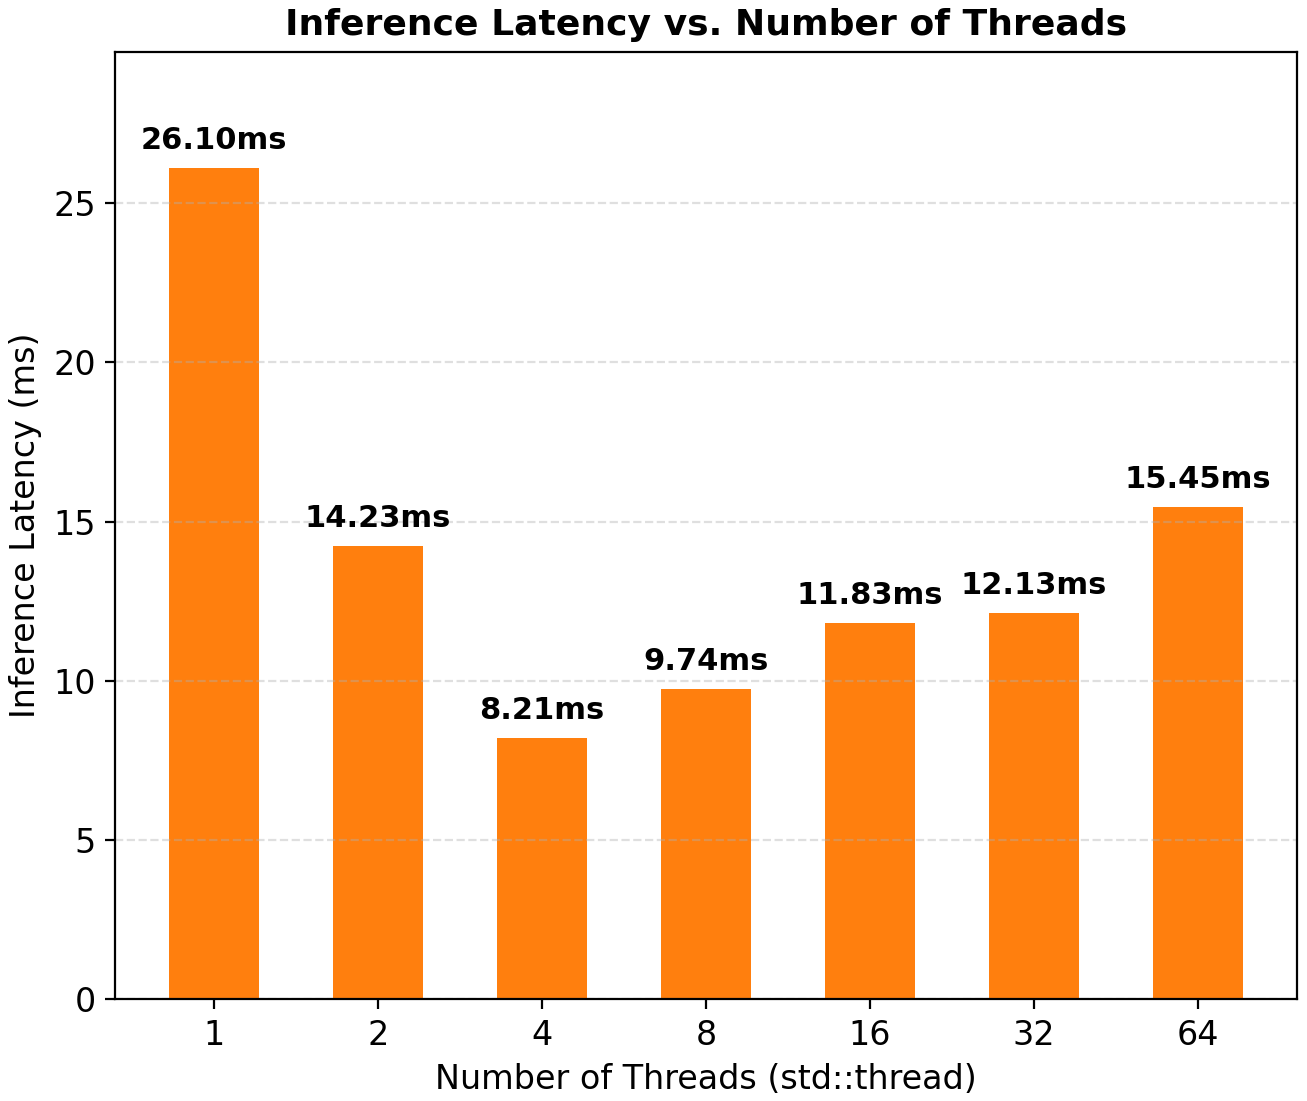 Inference Latency vs. Number of Threads
Inference Latency (ms)
25
20
15
10
5
0
26.10ms
14.23ms
8.21ms
9.74ms
11.83ms
12.13ms
15.45ms
1 2 4 8 16 32 64
Number of Threads (std::thread)